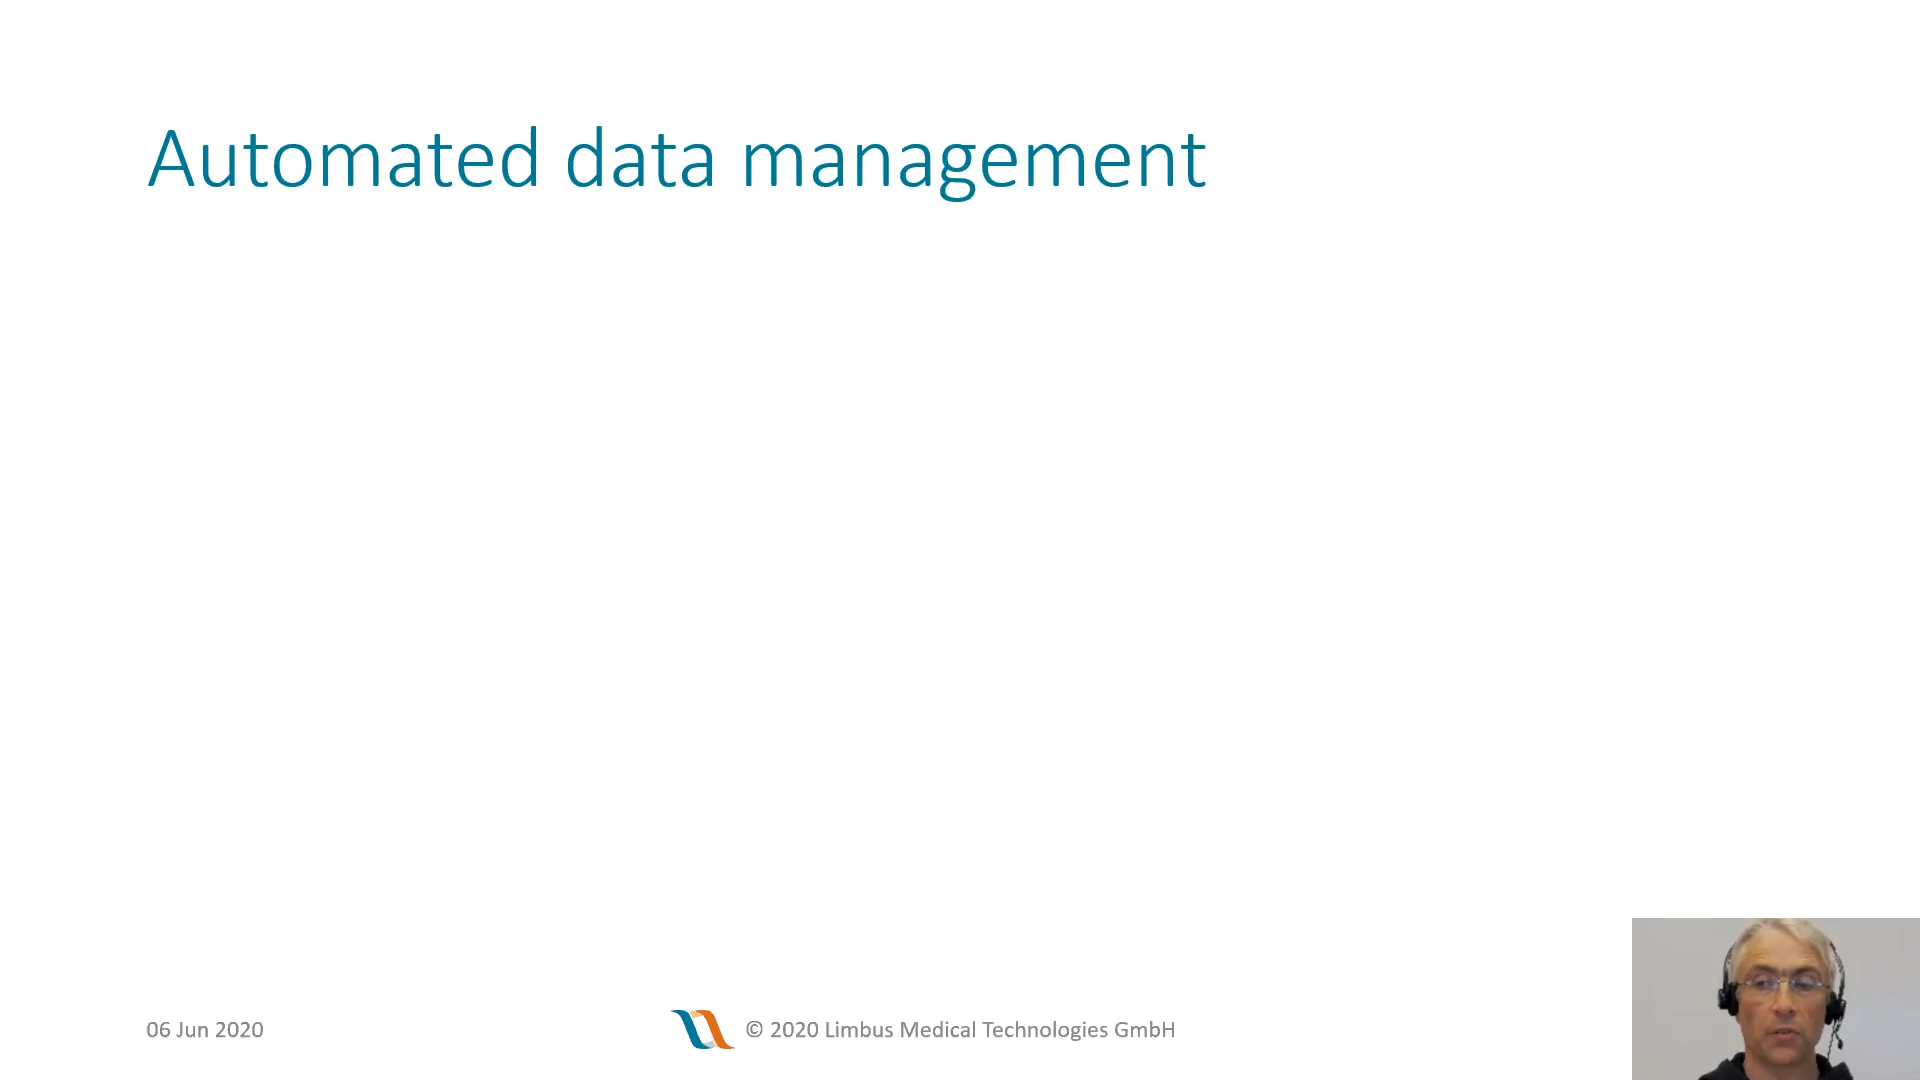 Automated data management
06 Jun 2020
© 2020 Limbus Medical Technologies GmbH